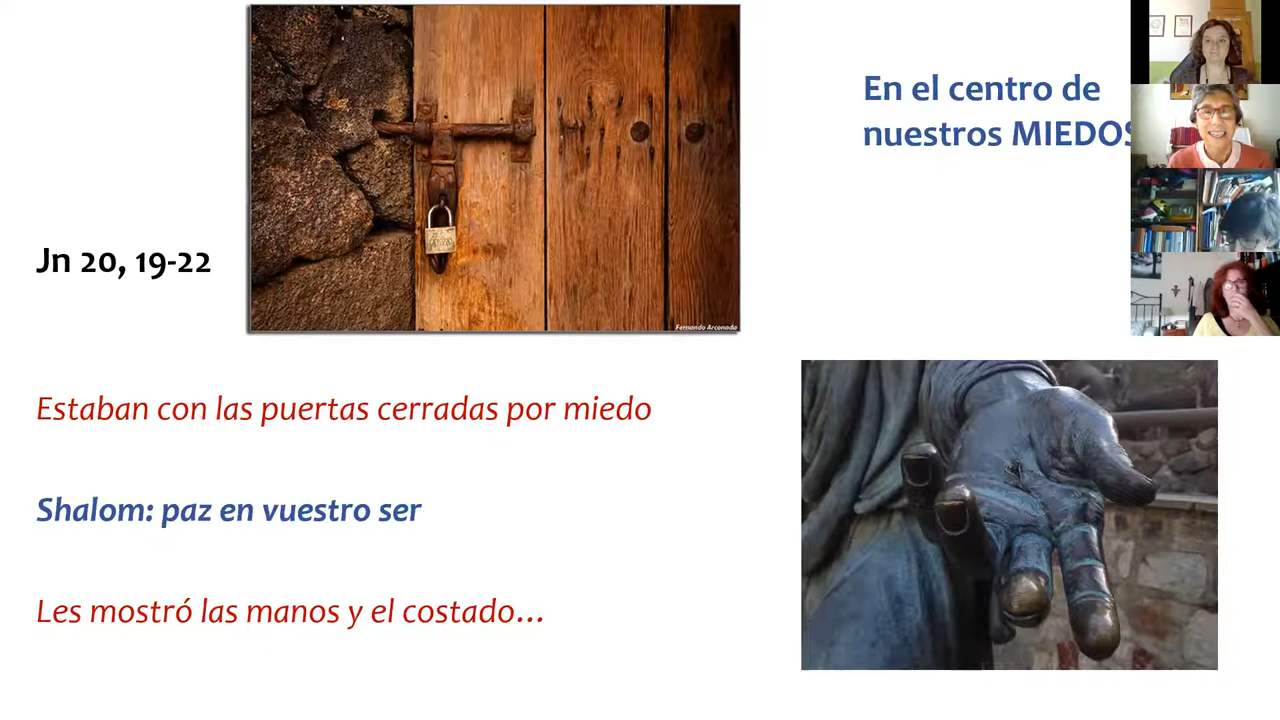 En el centro de
nuestros MIEDOS
Jn 20, 19-22
Fernando Arconada
Estaban con las puertas cerradas por miedo
Shalom: paz en vuestro ser
Les mostró las manos y el costado...